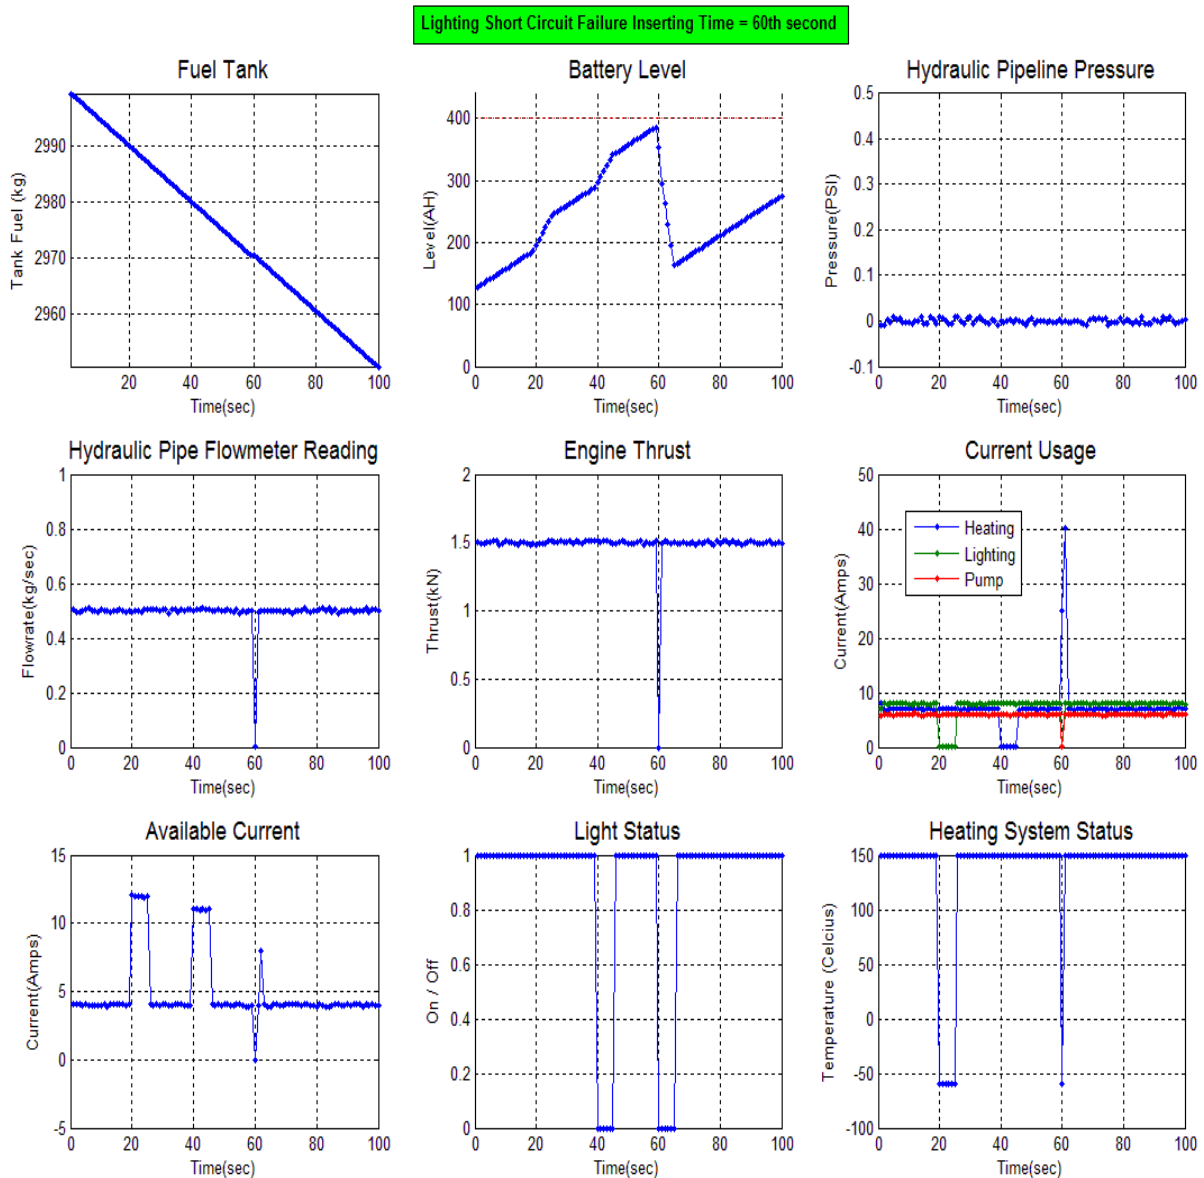 Lighting Short Circuit Failure Inserting Time = 60th second
Fuel Tank
Tank Fuel (kg)
2990
2980
2970
2960
20 40 60 80 100
Time(sec)
Battery Level
Level(AH)
400
300
200
100
0
0 20 40 60 80 100
Time(sec)
Hydraulic Pipeline Pressure
Pressure(PSI)
0.5
0.4
0.3
0.2
0.1
0
-0.1
0 20 40 60 80 100
Time(sec)
Hydraulic Pipe Flowmeter Reading
Flowrate(kg/sec)
1
0.8
0.6
0.4
0.2
0
0 20 40 60 80 100
Time(sec)
Engine Thrust
Thrust(kN)
2
1.5
1
0.5
0
0 20 40 60 80 100
Time(sec)
Current Usage
Current(Amps)
50
40
30
20
10
0
Heating
Lighting
Pump
0 20 40 60 80 100
Time(sec)
Available Current
Current(Amps)
15
10
5
0
-5
0 20 40 60 80 100
Time(sec)
Light Status
On / Off
1
0.8
0.6
0.4
0.2
0
0 20 40 60 80 100
Time(sec)
Heating System Status
Temperature (Celcius)
150
100
50
0
-50
-100
0 20 40 60 80 100
Time(sec)